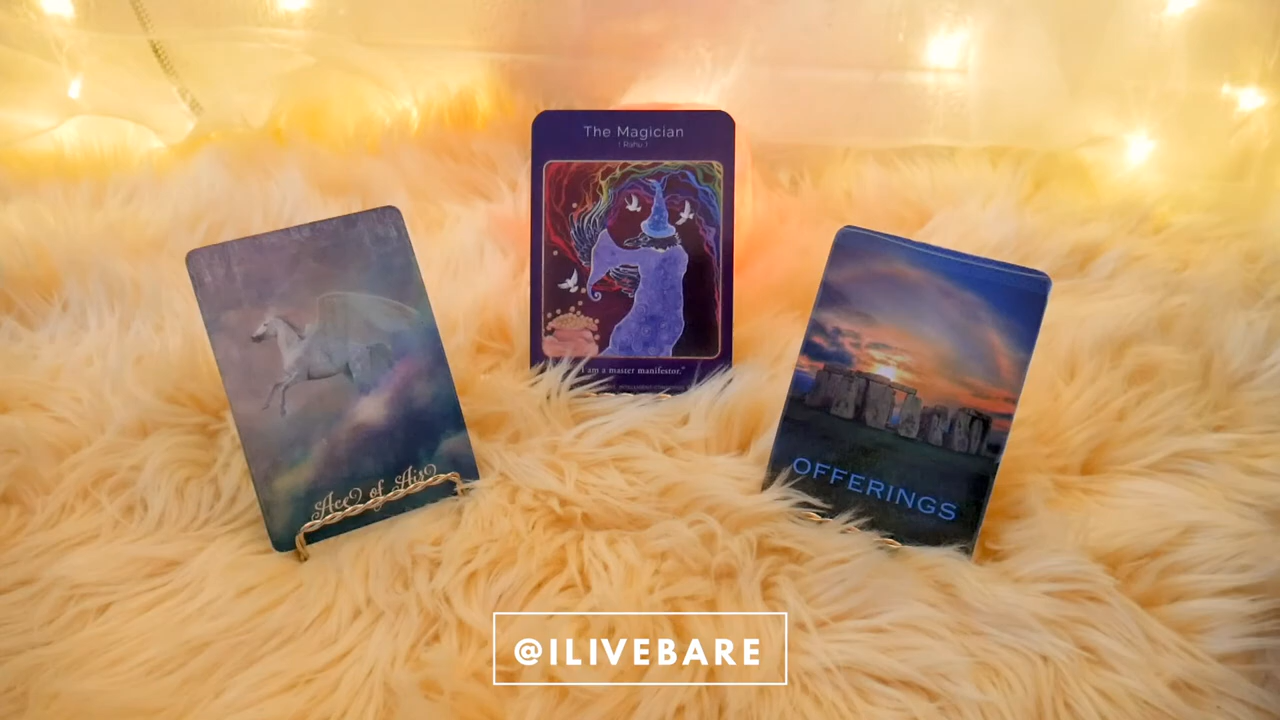 The Magician
( Rahu )
"I am a master manifestor."
Ace of Air
OFFERINGS
@ILIVEBARE